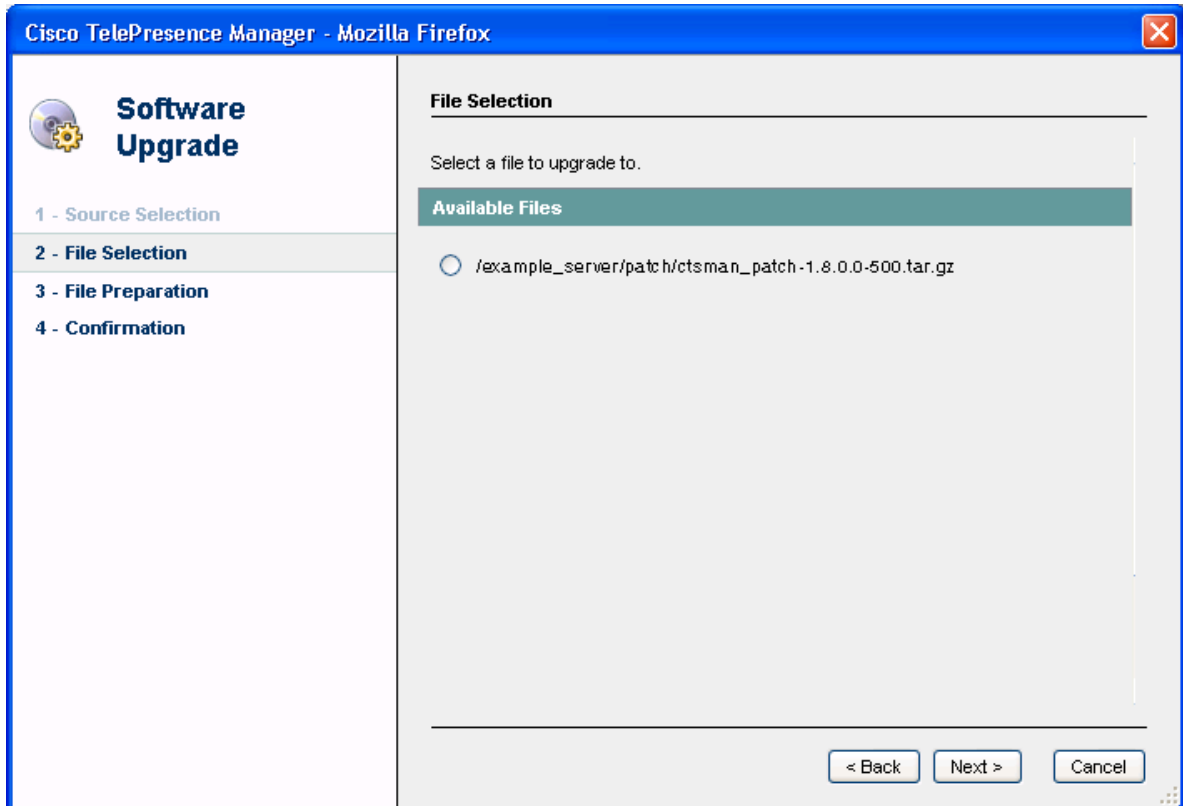 Cisco TelePresence Manager - Mozilla Firefox
Software
Upgrade
1 - Source Selection
2 - File Selection
3 - File Preparation
4 - Confirmation
File Selection
Select a file to upgrade to.
Available Files
/example_server/patch/ctsman_patch-1.8.0.0-500.tar.gz
< Back
Next >
Cancel